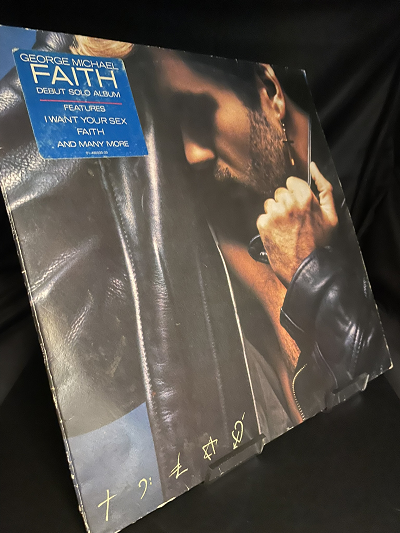 GEORGE MICHAEL
FAITH
DEBUT SOLO ALBUM
FEATURES
I WANT YOUR SEX
FAITH
AND MANY MORE